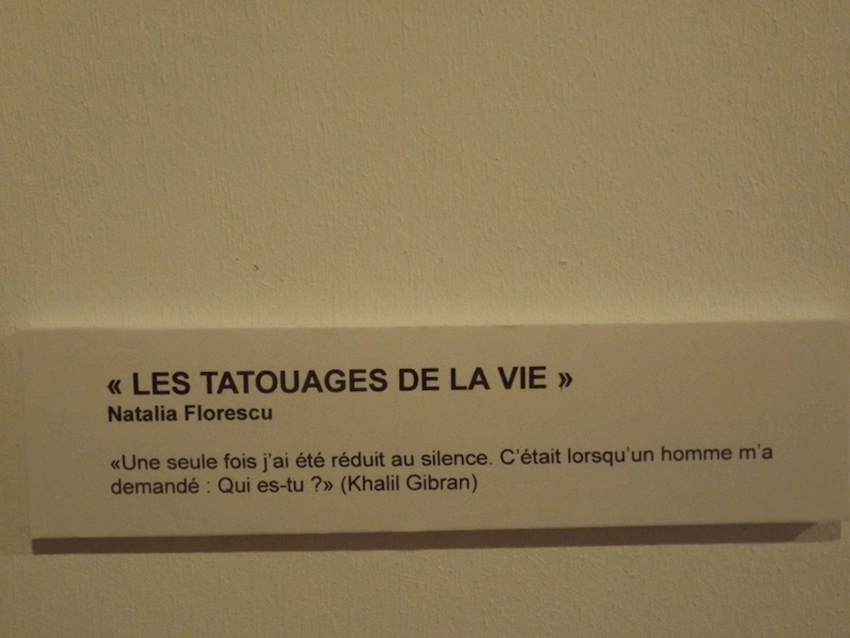 « LES TATOUAGES DE LA VIE »
Natalia Florescu
«Une seule fois j’ai été réduit au silence. C’était lorsqu’un homme m’a
demandé : Qui es-tu ?» (Khalil Gibran)